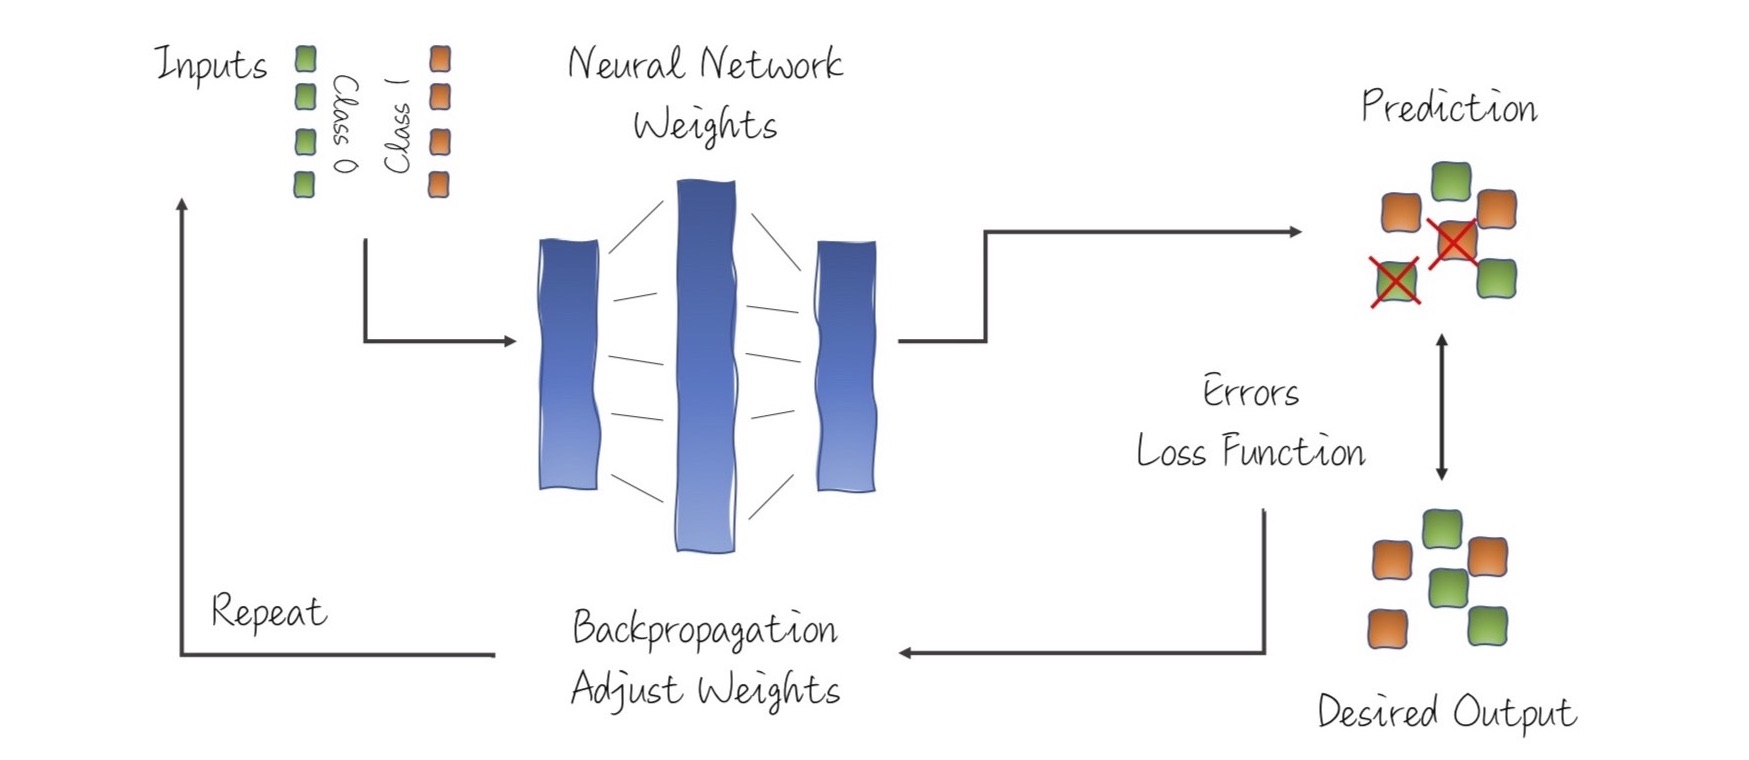 Inputs
Class 0
Class 1
Neural Network
Weights
Prediction
Errors
Loss Function
Repeat
Backpropagation
Adjust Weights
Desired Output